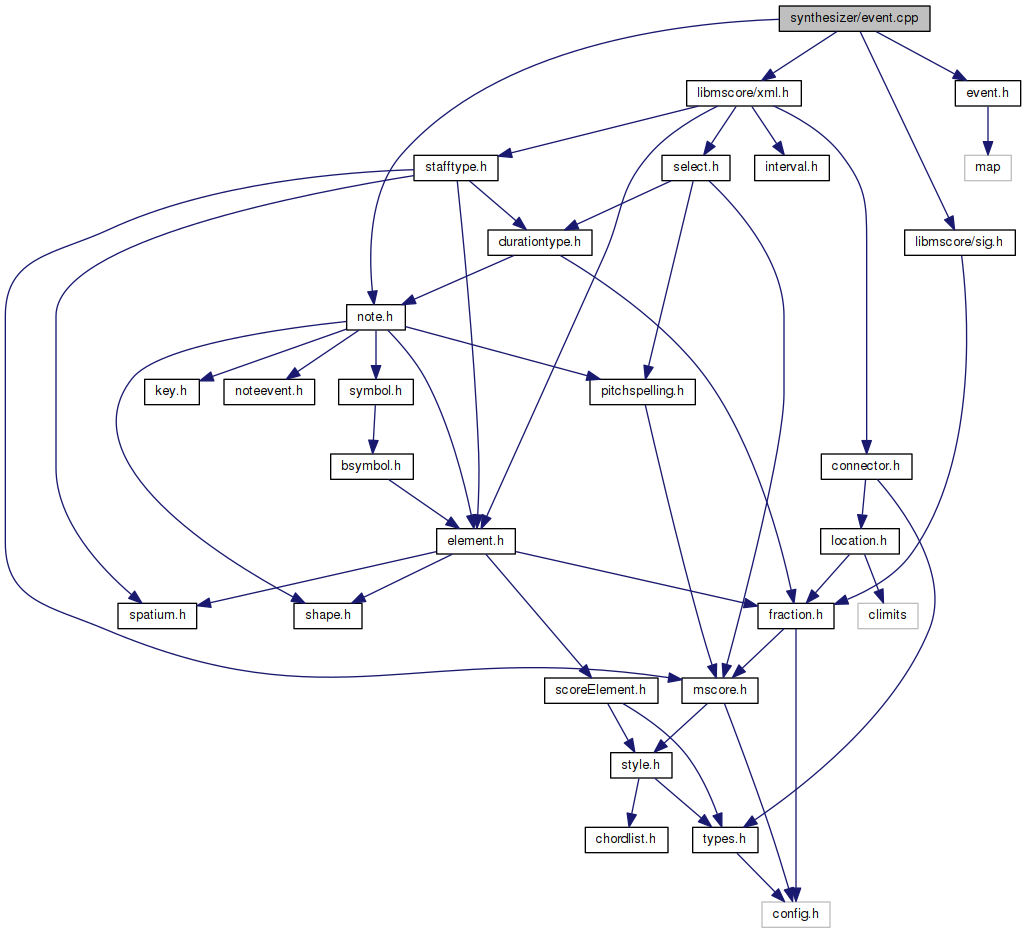 synthesizer/event.cpp
libmscore/xml.h
event.h
stafftype.h
select.h
interval.h
map
durationtype.h
libmscore/sig.h
note.h
key.h
noteevent.h
symbol.h
pitchspelling.h
bsymbol.h
connector.h
element.h
location.h
spatium.h
shape.h
fraction.h
climits
scoreElement.h
mscore.h
style.h
chordlist.h
types.h
config.h